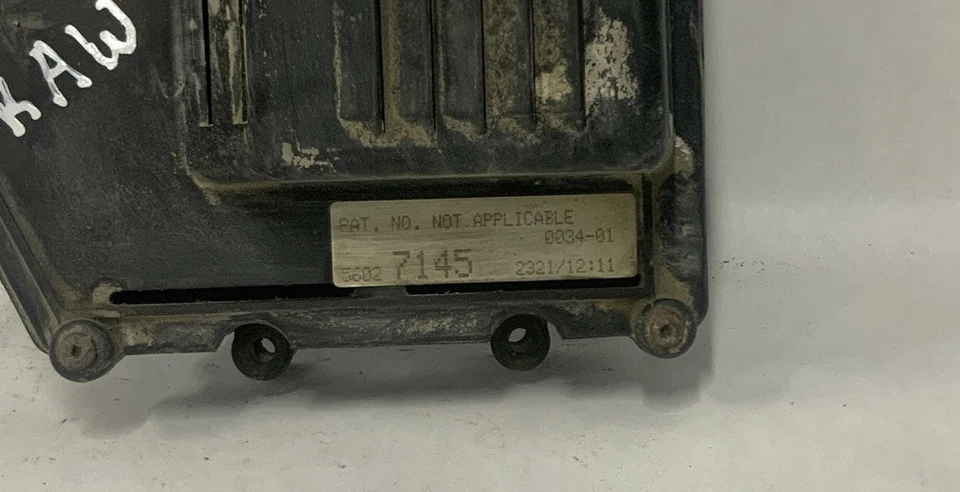 KAW
PAT. NO. NOT APPLICABLE
0034-01
5602 7145 2321/12:11